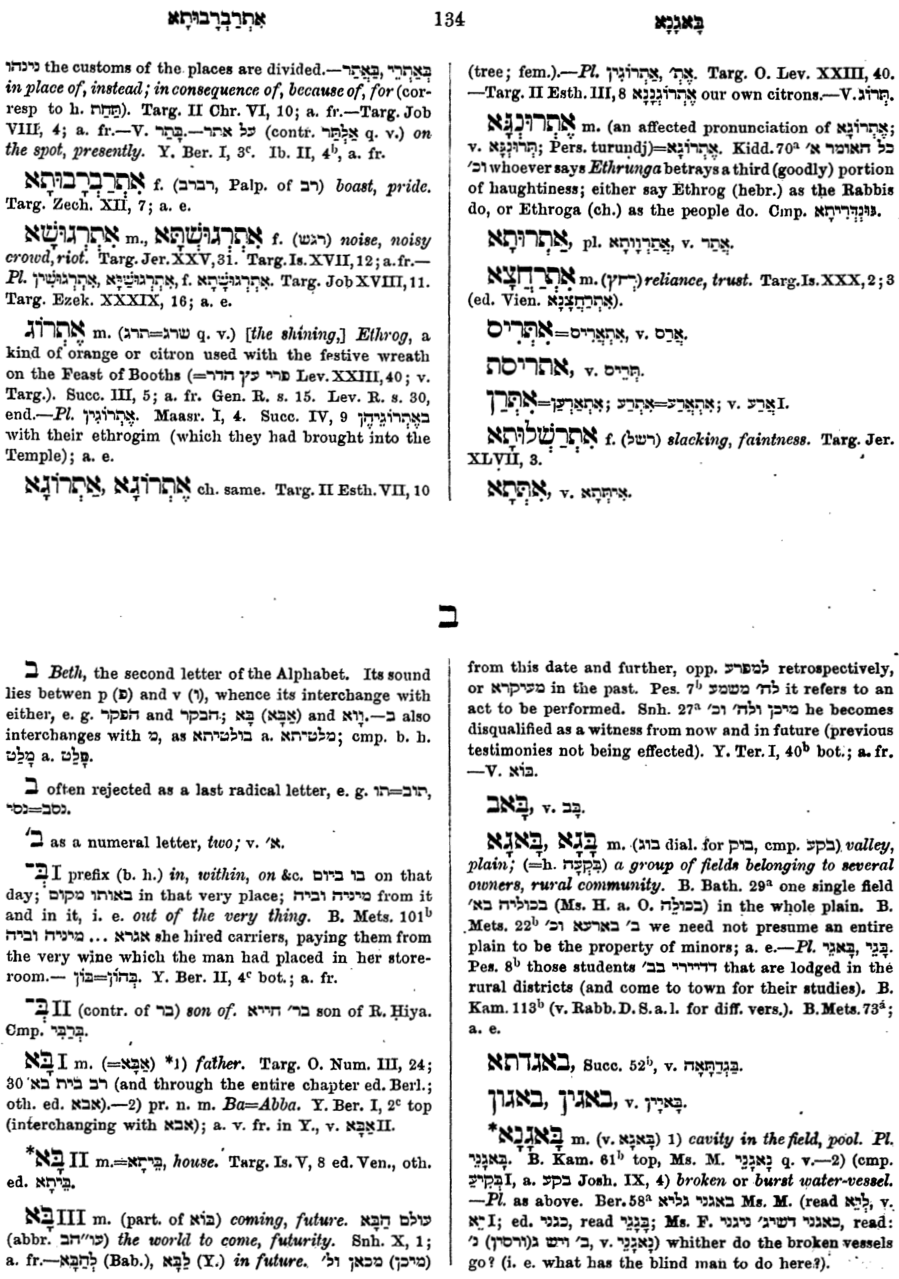 אִתְרַבְרָבוּתָא 134 בָּאגָנָא
נינהו the customs of the places are divided.—בְּאַתְרֵי, בָּאֲתַר
in place of, instead; in consequence of, because of, for (cor-
resp to h. תַּחַת). Targ. II Chr. VI, 10; a. fr.—Targ. Job
VIII, 4; a. fr.—V. בָּתַר.—על אתר (contr. אַלְתַּר q. v.) on
the spot, presently. Y. Ber. I, 3c. Ib. II, 4b, a. fr.
אִתְרַבְרָבוּתָא f. (רברב, Palp. of רב) boast, pride.
Targ. Zech. XII, 7; a. e.
אִתְרְגוּשָׁא m., אִתְרְגוּשְׁתָּא f. (רגש) noise, noisy
crowd, riot. Targ. Jer. XXV, 31. Targ. Is. XVII, 12; a. fr.—
Pl. אִתְרְגוּשִׁין, אִתְרְגוּשַׁיָּא, f. אִתְרְגוּשָׁתָא. Targ. Job XVIII, 11.
Targ. Ezek. XXXIX, 16; a. e.
אֶתְרוֹג m. (תרג=שרג q. v.) [the shining,] Ethrog, a
kind of orange or citron used with the festive wreath
on the Feast of Booths (=פרי עץ הדר Lev. XXIII, 40; v.
Targ.). Succ. III, 5; a. fr. Gen. R. s. 15. Lev. R. s. 30,
end.—Pl. אֶתְרוֹגִין. Maasr. I, 4. Succ. IV, 9 באֶתְרוֹגֵיהֶן
with their ethrogim (which they had brought into the
Temple); a. e.
אֶתְרוֹגָא, אַתְרוֹגָא ch. same. Targ. II Esth. VII, 10
(tree; fem.).—Pl. אֶתְ׳, אַתְרוֹגִין. Targ. O. Lev. XXIII, 40.
—Targ. II Esth. III, 8 אֶתְרוֹגְנָנָא our own citrons.—V. תְּרוֹג.
אֶתְרוּנְגָּא m. (an affected pronunciation of אֶתְרוֹגָא;
v. תְּרוּנְגָּא; Pers. turundj)=אֶתְרוֹגָא. Kidd. 70a כל האומר א׳
וכ׳ whoever says Ethrunga betrays a third (goodly) portion
of haughtiness; either say Ethrog (hebr.) as the Rabbis
do, or Ethroga (ch.) as the people do. Cmp. גּוּנְדְּרִיתָא.
אַתְרוּתָא, pl. אַתְרְוָותָא, v. אֲתַר.
אִתְרַחֲצָא m. (רְחץ) reliance, trust. Targ. Is. XXX, 2; 3
(ed. Vien. אִתְרַחֲצָנָא).
אִתְּרִיס=אִתְאֲרִיס, v. אֲרַס.
אתריסת, v. תְּרֵיס.
אִתְּרַן=אִתְאַרְעַן; אִתְּרַע=אִתְאֲרַע; v. אֲרַע I.
אִתְרַשְׁלוּתָא f. (רשל) slacking, faintness. Targ. Jer.
XLVII, 3.
אִתְּתָא, v. אִיתְּתָא.
ב
ב Beth, the second letter of the Alphabet. Its sound
lies betwen p (פ) and v (ו), whence its interchange with
either, e. g. הפקר and הבקר; בָּא (אַבָּא) and וָוא.—ב also
interchanges with מ, as בולטיתא a. מלטיתא; cmp. b. h.
מָלַט a. פָּלַט.
ב often rejected as a last radical letter, e. g. תוב=תו,
נסב=נסי.
ב׳ as a numeral letter, two; v. א׳.
בְּ־ I prefix (b. h.) in, within, on &c. בו ביום on that
day; באותו מקום in that very place; מיניה וביה from it
and in it, i. e. out of the very thing. B. Mets. 101b
אגרא ... מיניה וביה she hired carriers, paying them from
the very wine which the man had placed in her store-
room.— בְּהוֹן=בּוֹן. Y. Ber. II, 4c bot.; a. fr.
בְּ־ II (contr. of בר) son of. בר׳ חייא son of R. Ḥiya.
Cmp. בְּרַבִּי.
בָּא I m. (=אַבָּא) *1) father. Targ. O. Num. III, 24;
30 רב בית בא (and through the entire chapter ed. Berl.;
oth. ed. אבא).—2) pr. n. m. Ba=Abba. Y. Ber. I, 2c top
(interchanging with אבא); a. v. fr. in Y., v. אַבָּא II.
*בָּא II m.=בֵּיתָא, house. Targ. Is. V, 8 ed. Ven., oth.
ed. בֵּיתָא.
בָּא III m. (part. of בּוֹא) coming, future. עולם הַבָּא
(abbr. עו״הב) the world to come, futurity. Snh. X, 1;
a. fr.—לְהַבָּא (Bab.), לַבָּא (Y.) in future. מכאן ול׳ (מיכן)
from this date and further, opp. למפרע retrospectively,
or מעיקרא in the past. Pes. 7b לה׳ משמע it refers to an
act to be performed. Snh. 27a מיכן ולה׳ וכ׳ he becomes
disqualified as a witness from now and in future (previous
testimonies not being effected). Y. Ter. I, 40b bot.; a. fr.
—V. בּוֹא.
בָּאב, v. בָּב.
בָּגָא, בָּאגָא m. (בוג dial. for בוק, cmp. בקע) valley,
plain; (=h. בִּקְעָה) a group of fields belonging to several
owners, rural community. B. Bath. 29a one single field
בכוליה בא׳ (Ms. H. a. O. בכולַּהּ) in the whole plain. B.
Mets. 22b ב׳ בארעא וכ׳ we need not presume an entire
plain to be the property of minors; a. e.—Pl. בָּגֵי, בָּאגֵי.
Pes. 8b those students דדיירי בב׳ that are lodged in the
rural districts (and come to town for their studies). B.
Kam. 113b (v. Rabb. D. S. a. l. for diff. vers.). B. Mets. 73a;
a. e.
באגדתא, Succ. 52b, v. בַּגְדַּתָּאָה.
באגין, באגון, v. בָּאגֵין.
*בָּאגָנָא m. (v. בָּאגָא) 1) cavity in the field, pool. Pl.
בָּאגָנֵי. B. Kam. 61b top, Ms. M. נַאגָנֵי q. v.—2) (cmp.
בְּקִיעַ I, a. בקע Josh. IX, 4) broken or burst water-vessel.
—Pl. as above. Ber. 58a באגני גליא Ms. M. (read לְיָא, v.
יָא I; ed. כגני, read בָּגָנֵי; Ms. F. כאגני דשיג׳ ניגני, read:
ב׳ ויש ג(ורסין) נ׳, v. נָאגָנֵי) whither do the broken vessels
go? (i. e. what has the blind man to do here?).